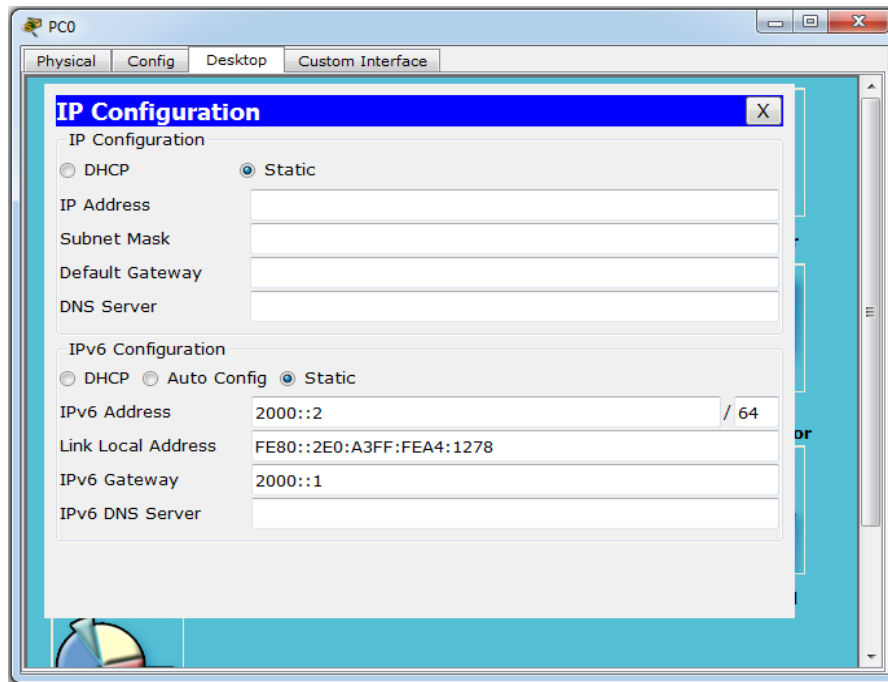 PC0
Physical Config Desktop Custom Interface
IP Configuration X
IP Configuration
DHCP Static
IP Address
Subnet Mask
Default Gateway
DNS Server
IPv6 Configuration
DHCP Auto Config Static
IPv6 Address 2000::2 / 64
Link Local Address FE80::2E0:A3FF:FEA4:1278
IPv6 Gateway 2000::1
IPv6 DNS Server